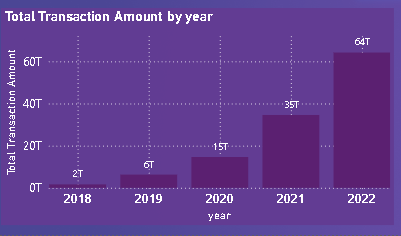 Total Transaction Amount by year
Total Transaction Amount
60T
40T
20T
0T
2T
6T
15T
35T
64T
2018 2019 2020 2021 2022
year